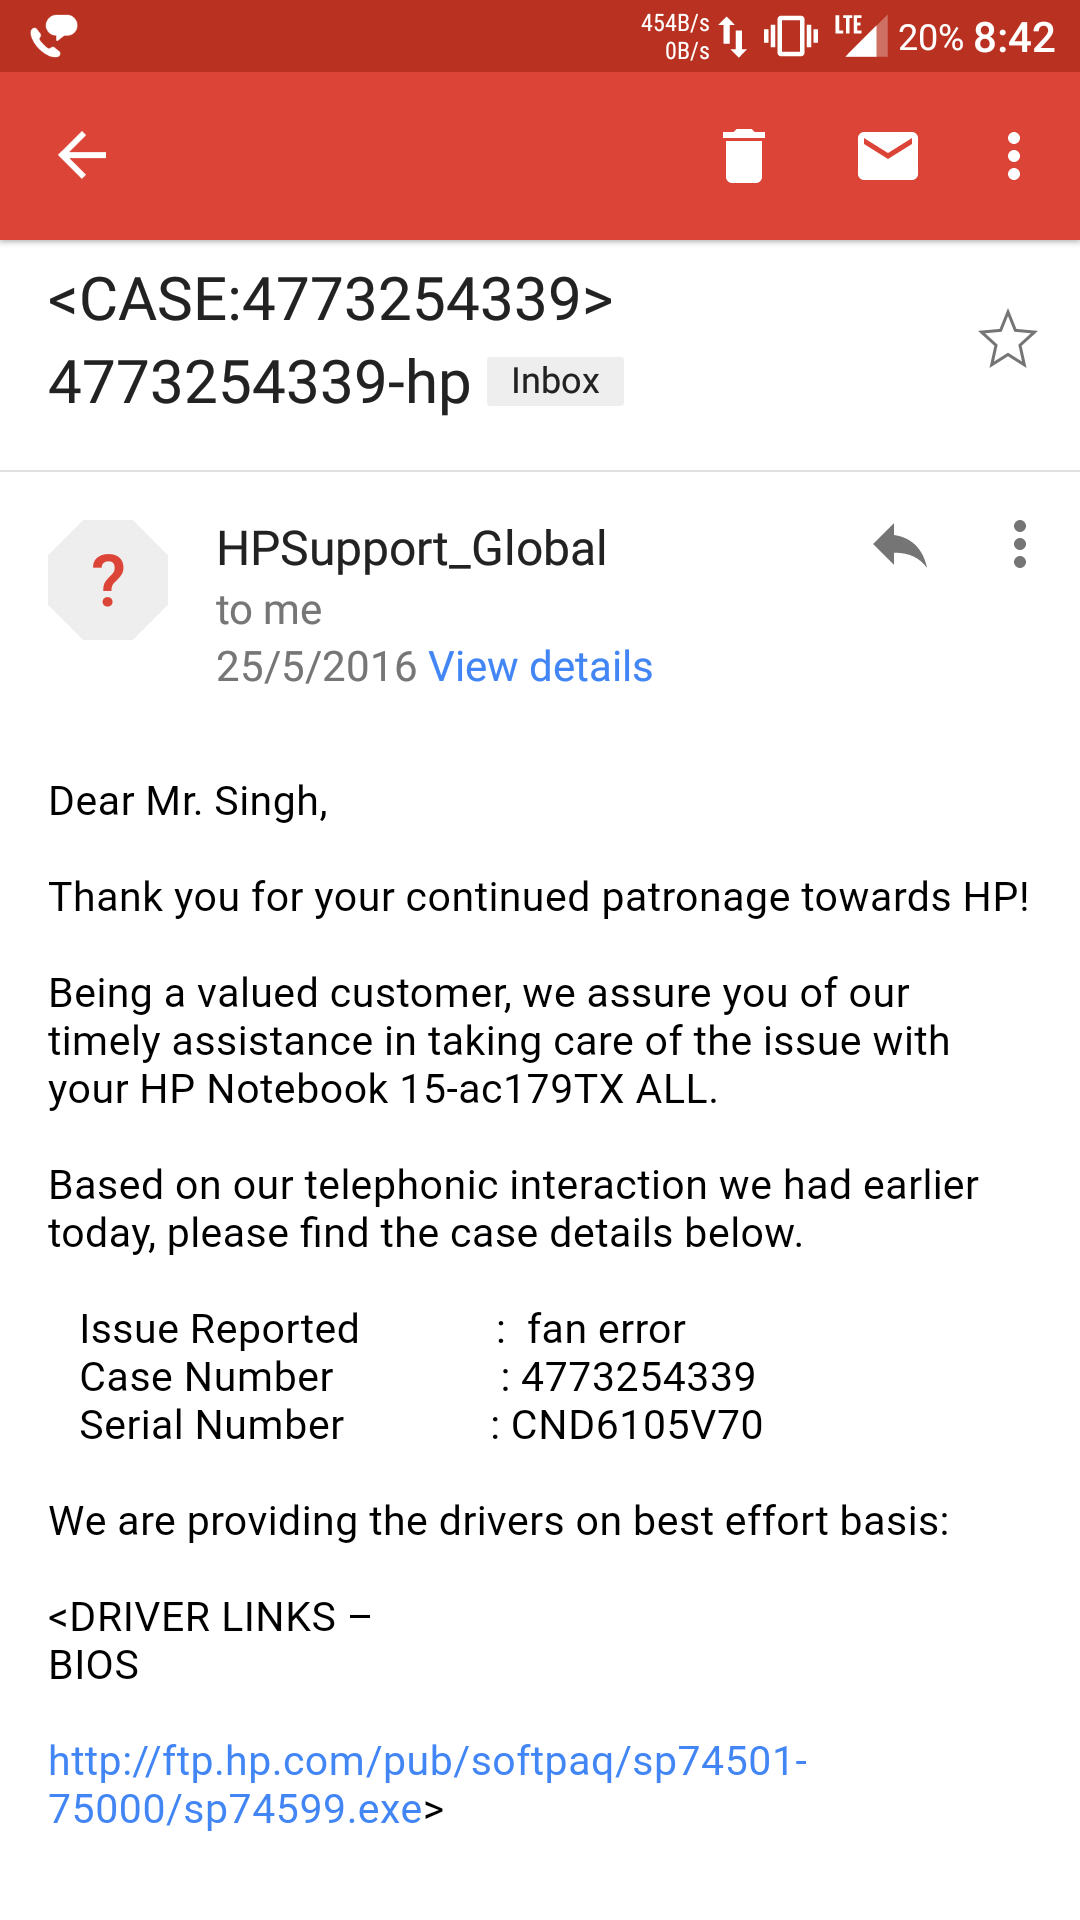 454B/s
0B/s
LTE
20% 8:42
<CASE:4773254339>
4773254339-hp Inbox
?
HPSupport_Global
to me
25/5/2016 View details
Dear Mr. Singh,
Thank you for your continued patronage towards HP!
Being a valued customer, we assure you of our
timely assistance in taking care of the issue with
your HP Notebook 15-ac179TX ALL.
Based on our telephonic interaction we had earlier
today, please find the case details below.
Issue Reported : fan error
Case Number : 4773254339
Serial Number : CND6105V70
We are providing the drivers on best effort basis:
<DRIVER LINKS –
BIOS
http://ftp.hp.com/pub/softpaq/sp74501-
75000/sp74599.exe>